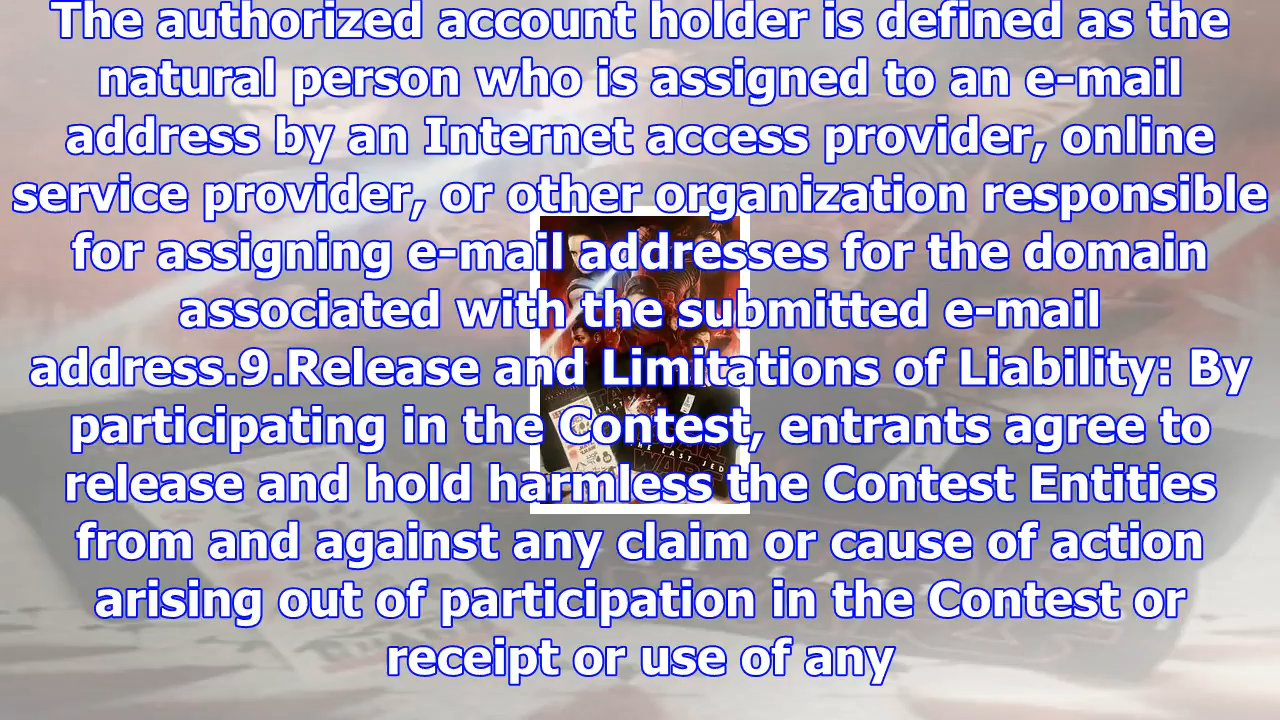 The authorized account holder is defined as the
natural person who is assigned to an e-mail
address by an Internet access provider, online
service provider, or other organization responsible
for assigning e-mail addresses for the domain
associated with the submitted e-mail
address.9.Release and Limitations of Liability: By
participating in the Contest, entrants agree to
release and hold harmless the Contest Entities
from and against any claim or cause of action
arising out of participation in the Contest or
receipt or use of any
THE LAST JED